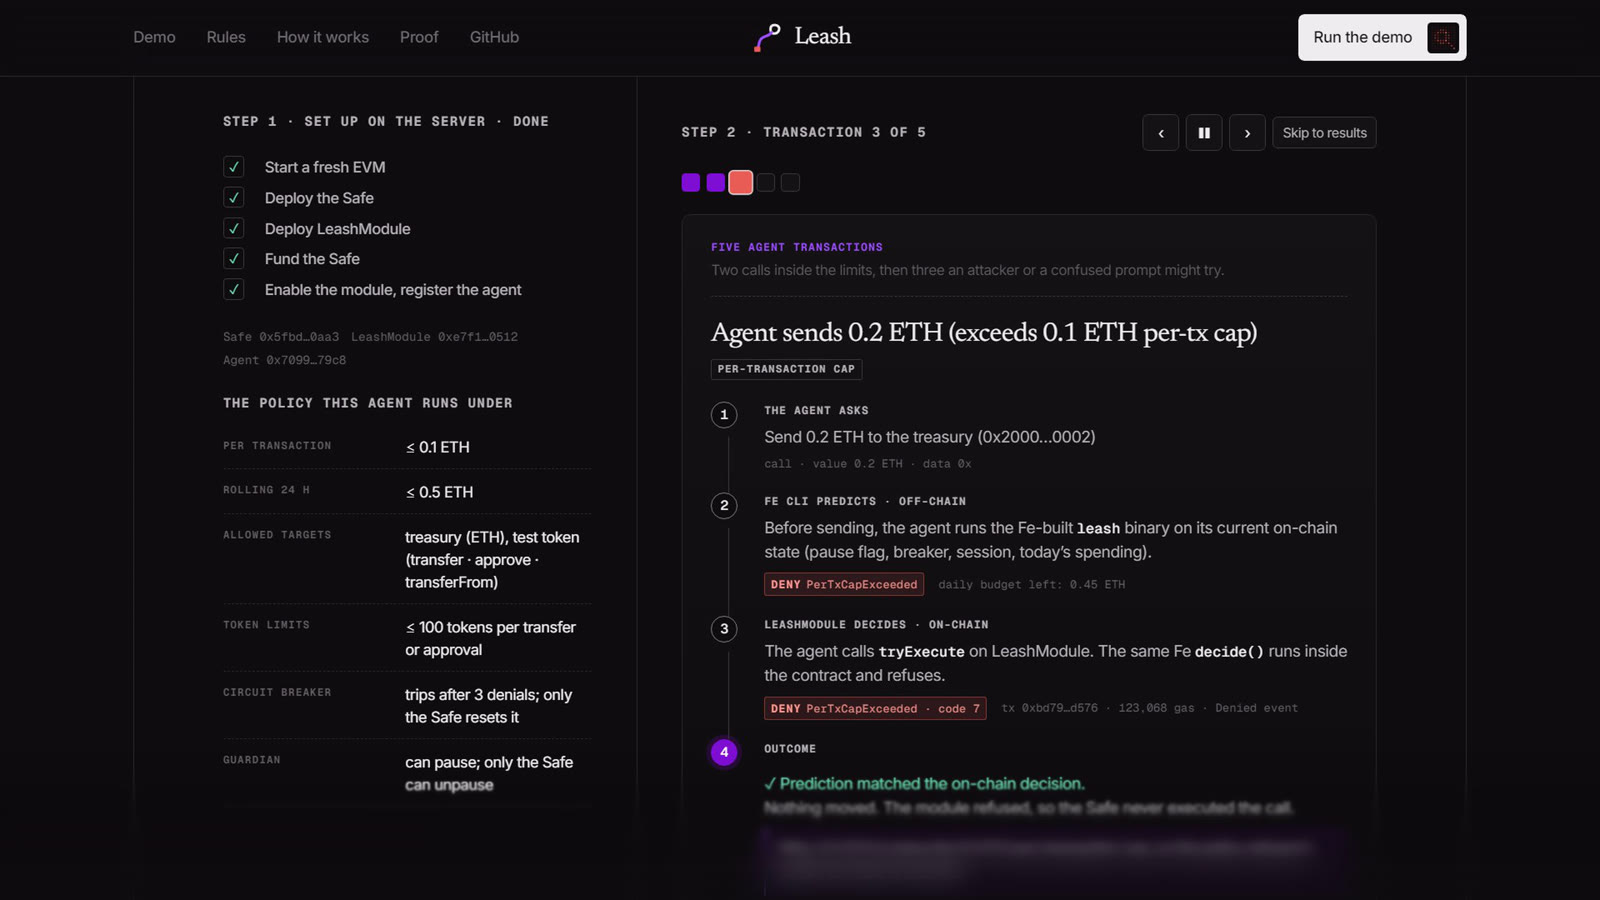 Demo
Rules
How it works
Proof
GitHub
Leash
Run the demo
STEP 1 · SET UP ON THE SERVER · DONE
✓ Start a fresh EVM
✓ Deploy the Safe
✓ Deploy LeashModule
✓ Fund the Safe
✓ Enable the module, register the agent
Safe 0x5fbd…0aa3 LeashModule 0xe7f1…0512
Agent 0x7099…79c8
THE POLICY THIS AGENT RUNS UNDER
PER TRANSACTION
≤ 0.1 ETH
ROLLING 24 H
≤ 0.5 ETH
ALLOWED TARGETS
treasury (ETH), test token
(transfer · approve ·
transferFrom)
TOKEN LIMITS
≤ 100 tokens per transfer
or approval
CIRCUIT BREAKER
trips after 3 denials; only
the Safe resets it
GUARDIAN
can pause; only the Safe
can unpause
STEP 2 · TRANSACTION 3 OF 5
‹
›
Skip to results
FIVE AGENT TRANSACTIONS
Two calls inside the limits, then three an attacker or a confused prompt might try.
Agent sends 0.2 ETH (exceeds 0.1 ETH per-tx cap)
PER-TRANSACTION CAP
1
THE AGENT ASKS
Send 0.2 ETH to the treasury (0x2000…0002)
call · value 0.2 ETH · data 0x
2
FE CLI PREDICTS · OFF-CHAIN
Before sending, the agent runs the Fe-built leash binary on its current on-chain
state (pause flag, breaker, session, today's spending).
DENY PerTxCapExceeded
daily budget left: 0.45 ETH
3
LEASHMODULE DECIDES · ON-CHAIN
The agent calls tryExecute on LeashModule. The same Fe decide() runs inside
the contract and refuses.
DENY PerTxCapExceeded · code 7
tx 0xbd79…d576 · 123,068 gas · Denied event
4
OUTCOME
✓ Prediction matched the on-chain decision.
Nothing moved. The module refused, so the Safe never executed the call.